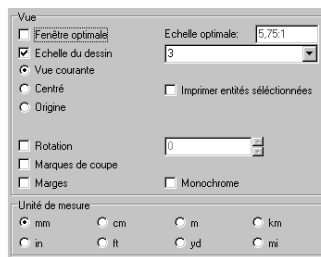 Vue
Fenêtre optimale Echelle optimale: 5,75:1
Echelle du dessin 3
Vue courante
Centré Imprimer entités séléctionnées
Origine
Rotation 0
Marques de coupe
Marges Monochrome
Unité de mesure
mm cm m km
in ft yd mi